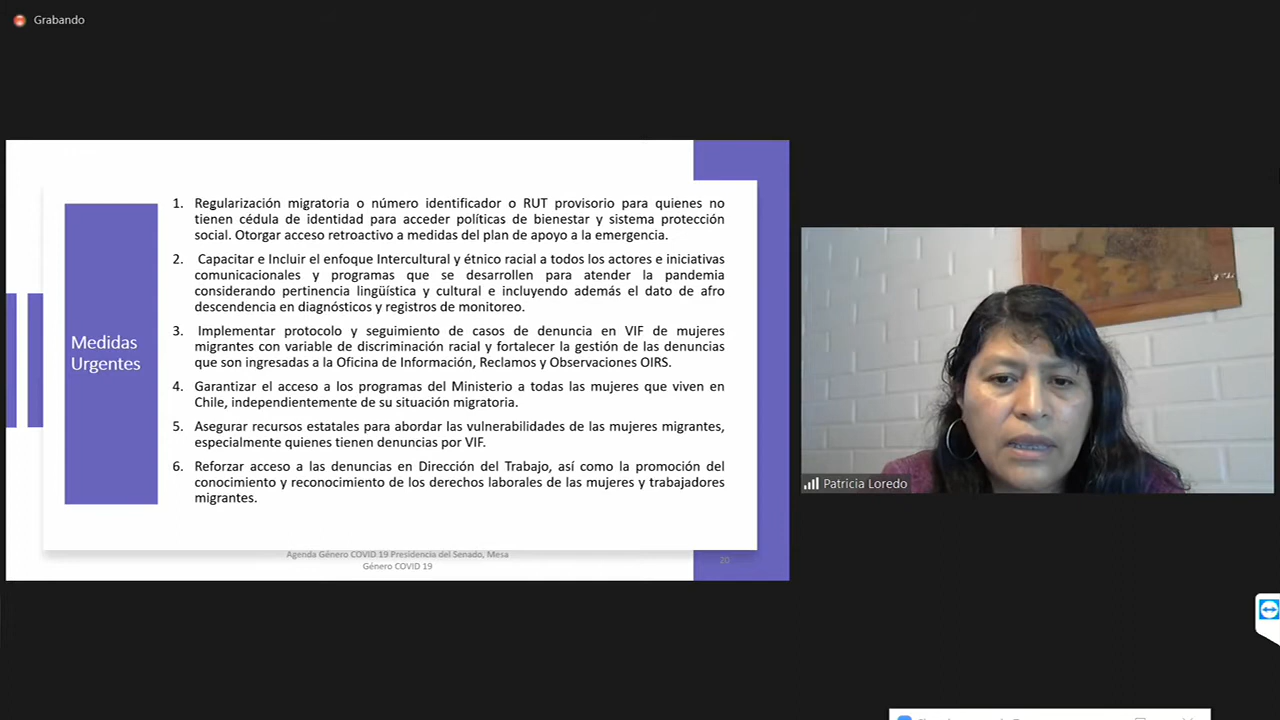 Grabando
Medidas
Urgentes
1. Regularización migratoria o número identificador o RUT provisorio para quienes no
tienen cédula de identidad para acceder políticas de bienestar y sistema protección
social. Otorgar acceso retroactivo a medidas del plan de apoyo a la emergencia.
2. Capacitar e Incluir el enfoque Intercultural y étnico racial a todos los actores e iniciativas
comunicacionales y programas que se desarrollen para atender la pandemia
considerando pertinencia lingüística y cultural e incluyendo además el dato de afro
descendencia en diagnósticos y registros de monitoreo.
3. Implementar protocolo y seguimiento de casos de denuncia en VIF de mujeres
migrantes con variable de discriminación racial y fortalecer la gestión de las denuncias
que son ingresadas a la Oficina de Información, Reclamos y Observaciones OIRS.
4. Garantizar el acceso a los programas del Ministerio a todas las mujeres que viven en
Chile, independientemente de su situación migratoria.
5. Asegurar recursos estatales para abordar las vulnerabilidades de las mujeres migrantes,
especialmente quienes tienen denuncias por VIF.
6. Reforzar acceso a las denuncias en Dirección del Trabajo, así como la promoción del
conocimiento y reconocimiento de los derechos laborales de las mujeres y trabajadores
migrantes.
Agenda Género COVID 19 Presidencia del Senado, Mesa
Género COVID 19
20
Patricia Loredo